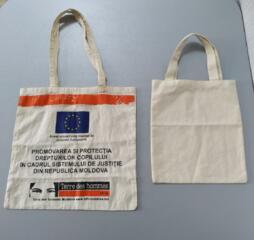 PROMOVAREA ȘI PROTECȚIA
DREPTURILOR COPILULUI
ÎN CADRUL SISTEMULUI DE JUSTIȚIE
DIN REPUBLICA MOLDOVA
Terre des hommes